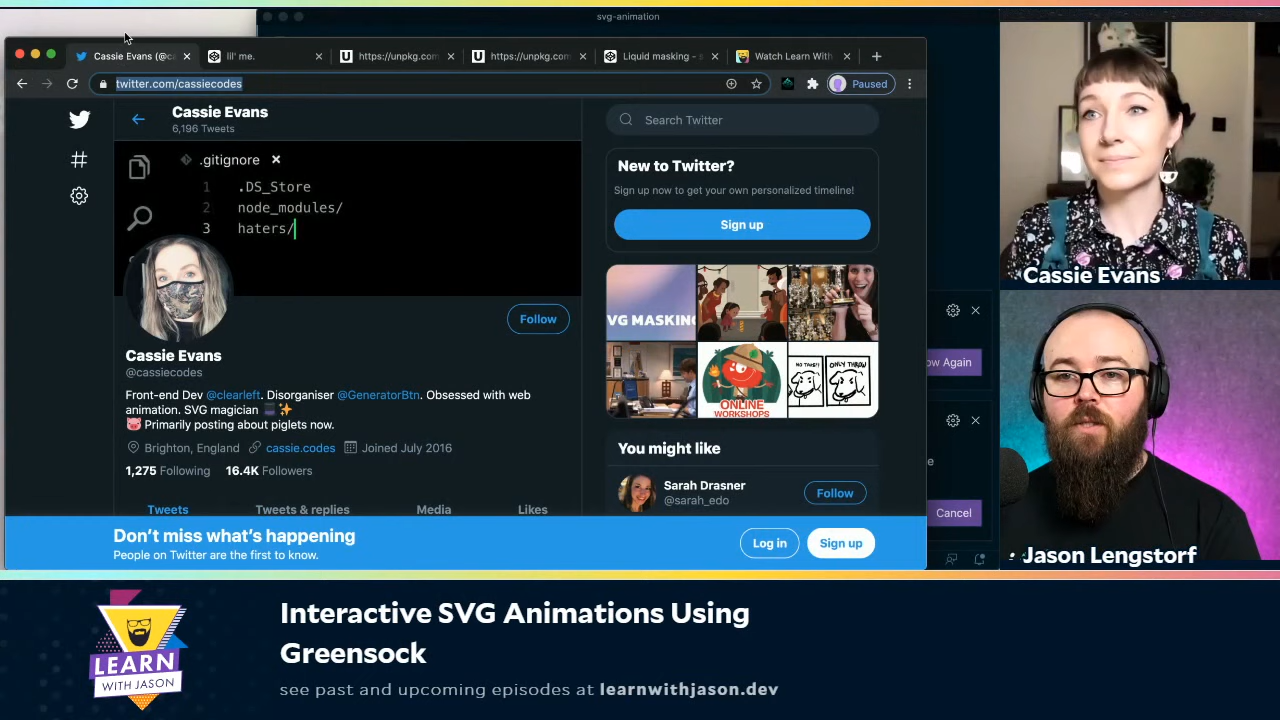 svg-animation
Cassie Evans (@ca
lil' me.
https://unpkg.com
https://unpkg.com
Liquid masking - s
Watch Learn With
twitter.com/cassiecodes
Paused
Cassie Evans
6,196 Tweets
.gitignore
1 .DS_Store
2 node_modules/
3 haters/
Follow
Cassie Evans
@cassiecodes
Front-end Dev @clearleft. Disorganiser @GeneratorBtn. Obsessed with web
animation. SVG magician
Primarily posting about piglets now.
Brighton, England cassie.codes Joined July 2016
1,275 Following 16.4K Followers
Tweets Tweets & replies Media Likes
Search Twitter
New to Twitter?
Sign up now to get your own personalized timeline!
Sign up
VG MASKING
ONLINE
WORKSHOPS
NO TAKE!!
ONLY THROW
You might like
Sarah Drasner
@sarah_edo
Follow
ow Again
e
Cancel
Don't miss what's happening
People on Twitter are the first to know.
Log in
Sign up
Cassie Evans
Jason Lengstorf
LEARN
WITH JASON
Interactive SVG Animations Using
Greensock
see past and upcoming episodes at learnwithjason.dev